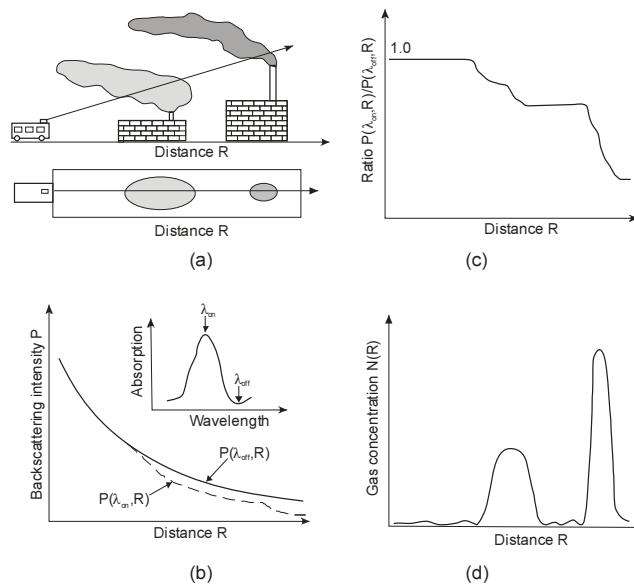 Distance R
Distance R
(a)
1.0
Ratio P(λon,R)/P(λoff,R)
Distance R
(c)
Backscattering intensity P
λon
λoff
Absorption
Wavelength
P(λoff,R)
P(λon,R)
Distance R
(b)
Gas concentration N(R)
Distance R
(d)